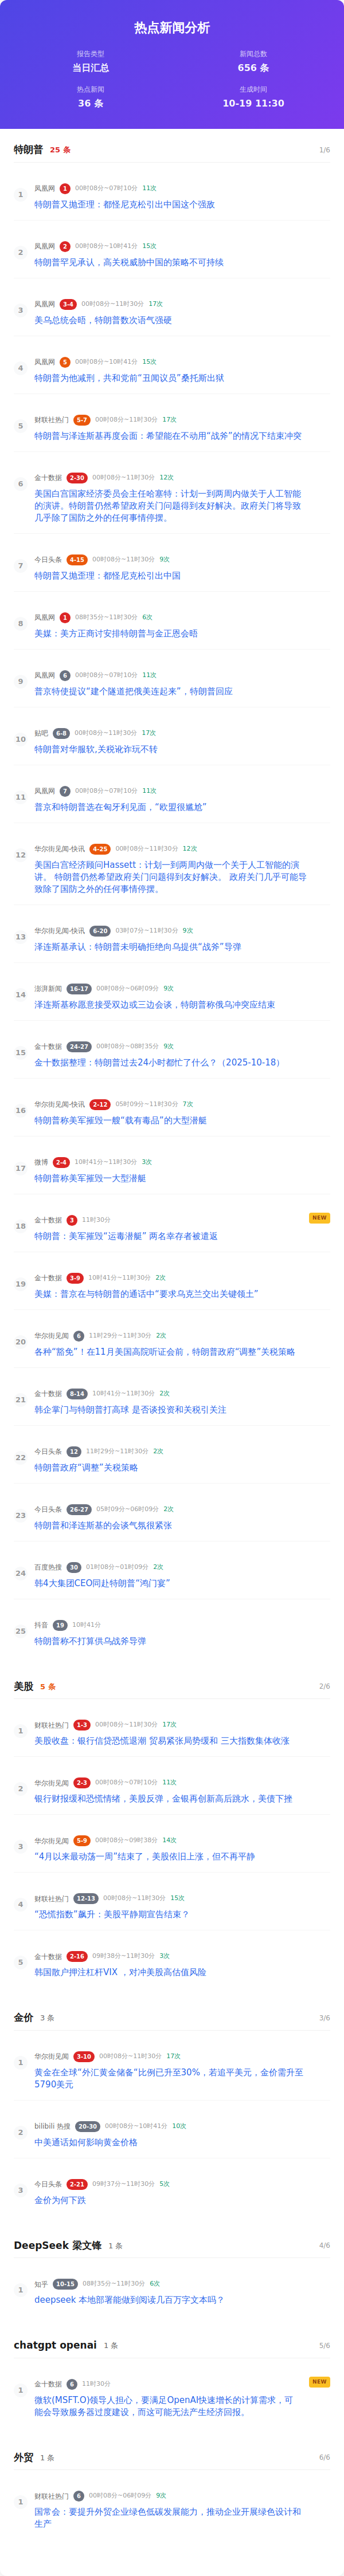 热点新闻分析
报告类型
新闻总数
当日汇总
656 条
热点新闻
生成时间
36 条
10-19 11:30
特朗普 25 条 1/6
1 凤凰网 1 00时08分~07时10分 11次
特朗普又抛歪理：都怪尼克松引出中国这个强敌
2 凤凰网 2 00时08分~10时41分 15次
特朗普罕见承认，高关税威胁中国的策略不可持续
3 凤凰网 3-4 00时08分~11时30分 17次
美乌总统会晤，特朗普数次语气强硬
4 凤凰网 5 00时08分~10时41分 15次
特朗普为他减刑，共和党前“丑闻议员”桑托斯出狱
5 财联社热门 5-7 00时08分~11时30分 17次
特朗普与泽连斯基再度会面：希望能在不动用“战斧”的情况下结束冲突
6 金十数据 2-30 00时08分~11时30分 12次
美国白宫国家经济委员会主任哈塞特：计划一到两周内做关于人工智能
的演讲。特朗普仍然希望政府关门问题得到友好解决。政府关门将导致
几乎除了国防之外的任何事情停摆。
7 今日头条 4-15 00时08分~11时30分 9次
特朗普又抛歪理：都怪尼克松引出中国
8 凤凰网 1 08时35分~11时30分 6次
美媒：美方正商讨安排特朗普与金正恩会晤
9 凤凰网 6 00时08分~07时10分 11次
普京特使提议“建个隧道把俄美连起来”，特朗普回应
10 贴吧 6-8 00时08分~11时30分 17次
特朗普对华服软,关税讹诈玩不转
11 凤凰网 7 00时08分~07时10分 11次
普京和特朗普选在匈牙利见面，“欧盟很尴尬”
12 华尔街见闻-快讯 4-25 00时08分~11时30分 12次
美国白宫经济顾问Hassett：计划一到两周内做一个关于人工智能的演
讲。 特朗普仍然希望政府关门问题得到友好解决。 政府关门几乎可能导
致除了国防之外的任何事情停摆。
13 华尔街见闻-快讯 6-20 03时07分~11时30分 9次
泽连斯基承认：特朗普未明确拒绝向乌提供“战斧”导弹
14 澎湃新闻 16-17 00时08分~06时09分 9次
泽连斯基称愿意接受双边或三边会谈，特朗普称俄乌冲突应结束
15 金十数据 24-27 00时08分~08时35分 9次
金十数据整理：特朗普过去24小时都忙了什么？（2025-10-18）
16 华尔街见闻-快讯 2-12 05时09分~11时30分 7次
特朗普称美军摧毁一艘“载有毒品”的大型潜艇
17 微博 2-4 10时41分~11时30分 3次
特朗普称美军摧毁一大型潜艇
18 金十数据 3 11时30分 NEW
特朗普：美军摧毁”运毒潜艇” 两名幸存者被遣返
19 金十数据 3-9 10时41分~11时30分 2次
美媒：普京在与特朗普的通话中“要求乌克兰交出关键领土”
20 华尔街见闻 6 11时29分~11时30分 2次
各种“豁免”！在11月美国高院听证会前，特朗普政府“调整”关税策略
21 金十数据 8-14 10时41分~11时30分 2次
韩企掌门与特朗普打高球 是否谈投资和关税引关注
22 今日头条 12 11时29分~11时30分 2次
特朗普政府“调整”关税策略
23 今日头条 26-27 05时09分~06时09分 2次
特朗普和泽连斯基的会谈气氛很紧张
24 百度热搜 30 01时08分~01时09分 2次
韩4大集团CEO同赴特朗普“鸿门宴”
25 抖音 19 10时41分
特朗普称不打算供乌战斧导弹
美股 5 条 2/6
1 财联社热门 1-3 00时08分~11时30分 17次
美股收盘：银行信贷恐慌退潮 贸易紧张局势缓和 三大指数集体收涨
2 华尔街见闻 2-3 00时08分~07时10分 11次
银行财报缓和恐慌情绪，美股反弹，金银再创新高后跳水，美债下挫
3 华尔街见闻 5-9 00时08分~09时38分 14次
“4月以来最动荡一周”结束了，美股依旧上涨，但不再平静
4 财联社热门 12-13 00时08分~11时30分 15次
“恐慌指数”飙升：美股平静期宣告结束？
5 金十数据 2-16 09时38分~11时30分 3次
韩国散户押注杠杆VIX ，对冲美股高估值风险
金价 3 条 3/6
1 华尔街见闻 3-10 00时08分~11时30分 17次
黄金在全球“外汇黄金储备“比例已升至30%，若追平美元，金价需升至
5790美元
2 bilibili 热搜 20-30 00时08分~10时41分 10次
中美通话如何影响黄金价格
3 今日头条 2-21 09时37分~11时30分 5次
金价为何下跌
DeepSeek 梁文锋 1 条 4/6
1 知乎 10-15 08时35分~11时30分 6次
deepseek 本地部署能做到阅读几百万字文本吗？
chatgpt openai 1 条 5/6
1 金十数据 6 11时30分 NEW
微软(MSFT.O)领导人担心，要满足OpenAI快速增长的计算需求，可
能会导致服务器过度建设，而这可能无法产生经济回报。
外贸 1 条 6/6
1 财联社热门 6 00时08分~06时09分 9次
国常会：要提升外贸企业绿色低碳发展能力，推动企业开展绿色设计和
生产